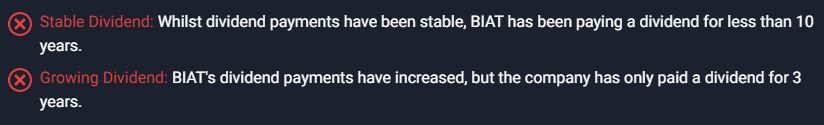 Stable Dividend: Whilst dividend payments have been stable, BIAT has been paying a dividend for less than 10
years.
Growing Dividend: BIAT's dividend payments have increased, but the company has only paid a dividend for 3
years.